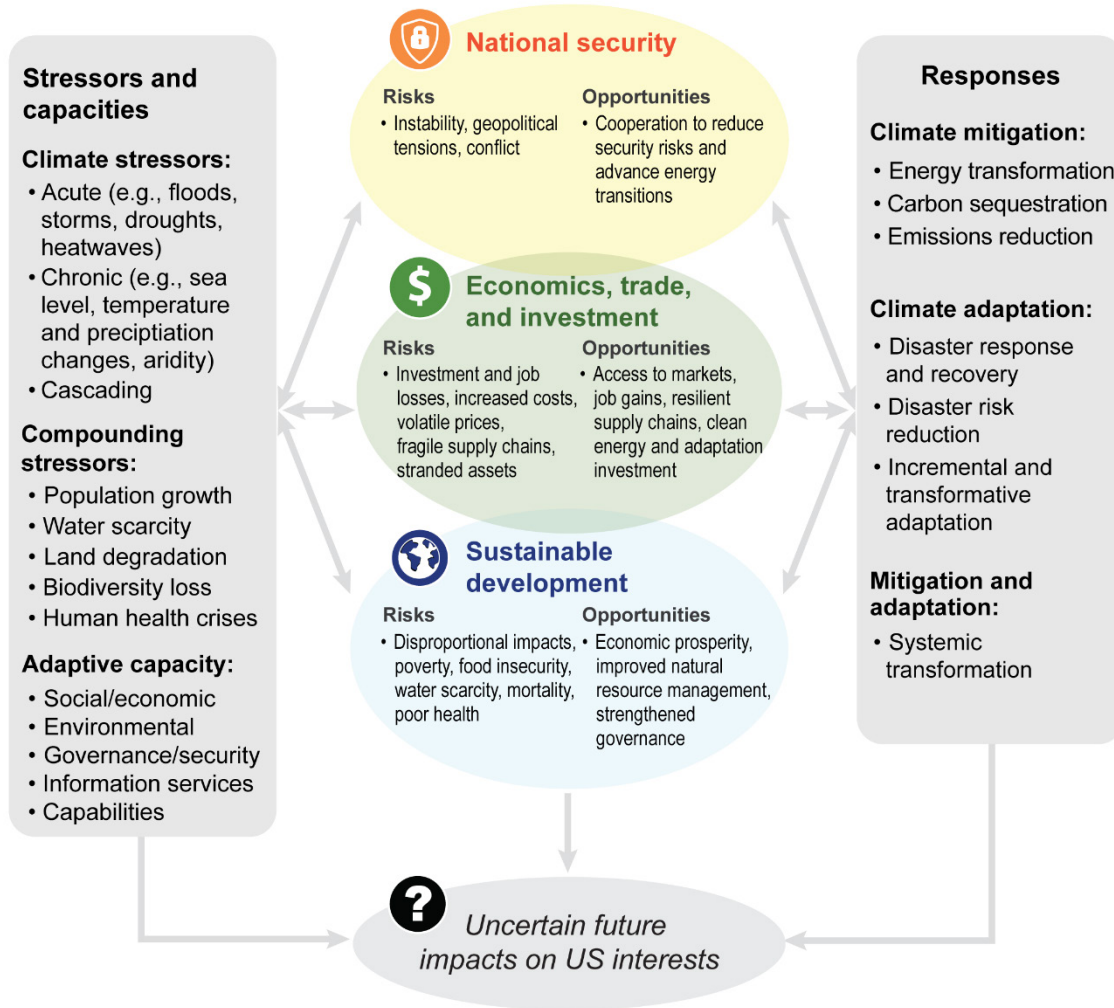 Stressors and
capacities
Climate stressors:
• Acute (e.g., floods,
storms, droughts,
heatwaves)
• Chronic (e.g., sea
level, temperature
and preciptiation
changes, aridity)
• Cascading
Compounding
stressors:
• Population growth
• Water scarcity
• Land degradation
• Biodiversity loss
• Human health crises
Adaptive capacity:
• Social/economic
• Environmental
• Governance/security
• Information services
• Capabilities
National security
Risks
• Instability, geopolitical
tensions, conflict
Opportunities
• Cooperation to reduce
security risks and
advance energy
transitions
$
Economics, trade,
and investment
Risks
• Investment and job
losses, increased costs,
volatile prices,
fragile supply chains,
stranded assets
Opportunities
• Access to markets,
job gains, resilient
supply chains, clean
energy and adaptation
investment
Sustainable
development
Risks
• Disproportional impacts,
poverty, food insecurity,
water scarcity, mortality,
poor health
Opportunities
• Economic prosperity,
improved natural
resource management,
strengthened
governance
Responses
Climate mitigation:
• Energy transformation
• Carbon sequestration
• Emissions reduction
Climate adaptation:
• Disaster response
and recovery
• Disaster risk
reduction
• Incremental and
transformative
adaptation
Mitigation and
adaptation:
• Systemic
transformation
?
Uncertain future
impacts on US interests